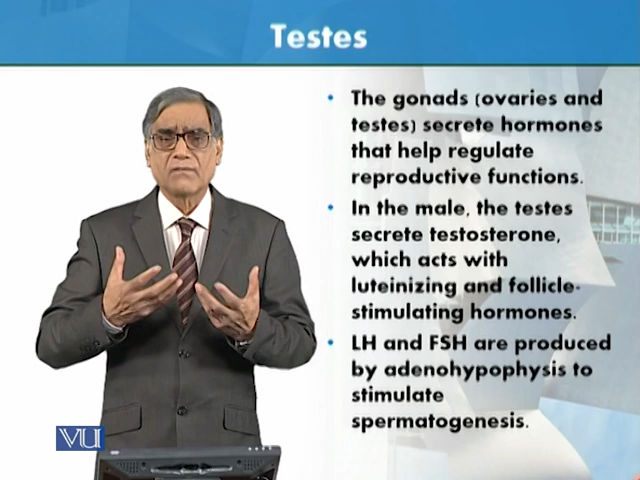 Testes
• The gonads (ovaries and
testes) secrete hormones
that help regulate
reproductive functions.
• In the male, the testes
secrete testosterone,
which acts with
luteinizing and follicle-
stimulating hormones.
• LH and FSH are produced
by adenohypophysis to
stimulate
spermatogenesis.
VU